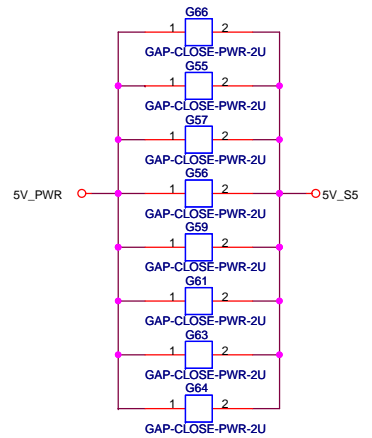 G66
1 2
GAP-CLOSE-PWR-2U
G55
1 2
GAP-CLOSE-PWR-2U
G57
1 2
GAP-CLOSE-PWR-2U
G56
5V_PWR 1 2 5V_S5
GAP-CLOSE-PWR-2U
G59
1 2
GAP-CLOSE-PWR-2U
G61
1 2
GAP-CLOSE-PWR-2U
G63
1 2
GAP-CLOSE-PWR-2U
G64
1 2
GAP-CLOSE-PWR-2U